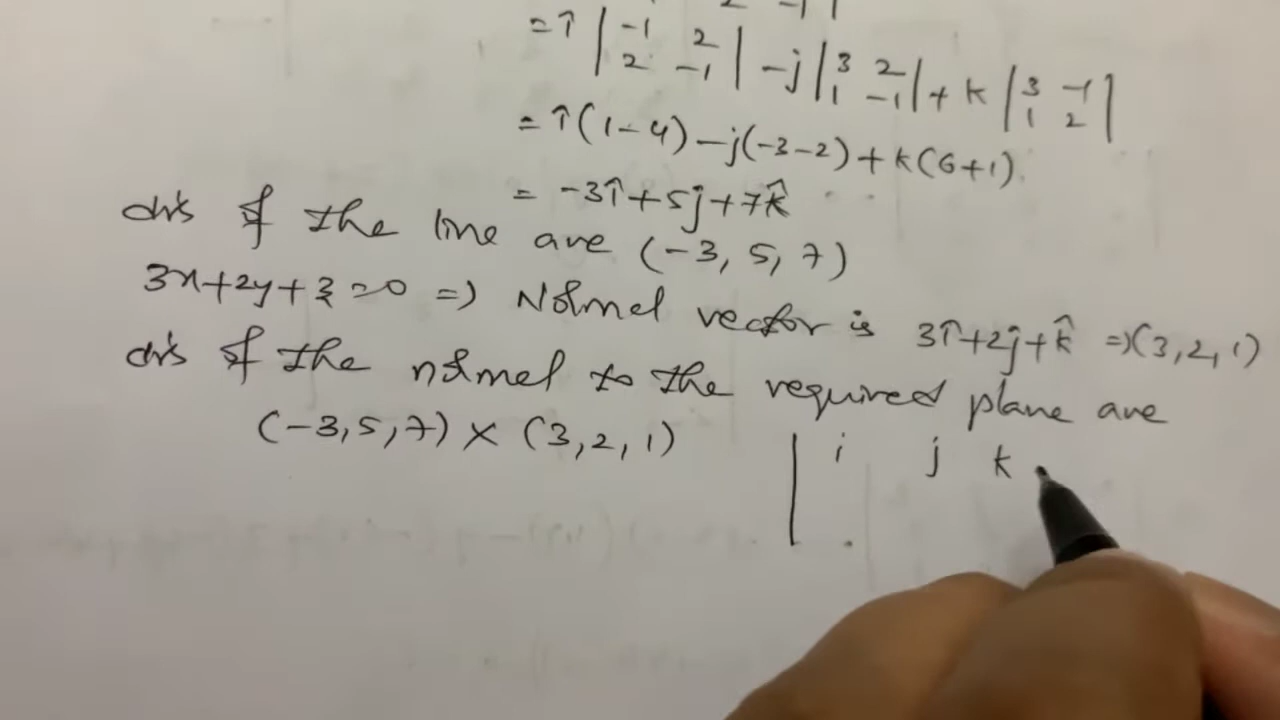 = î | -1 2 | - j | 3 2 | + k | 3 -1 |
2 -1 1 -1 1 2
= î(1-4) - j(-3-2) + k(6+1)
= -3î + 5j + 7k̂
dr's of the line are (-3, 5, 7)
3x+2y+z=0 => Normel vector is 3î+2j+k̂ => (3,2,1)
dr's of the normel to the required plane are
(-3,5,7) × (3,2,1) | i j k